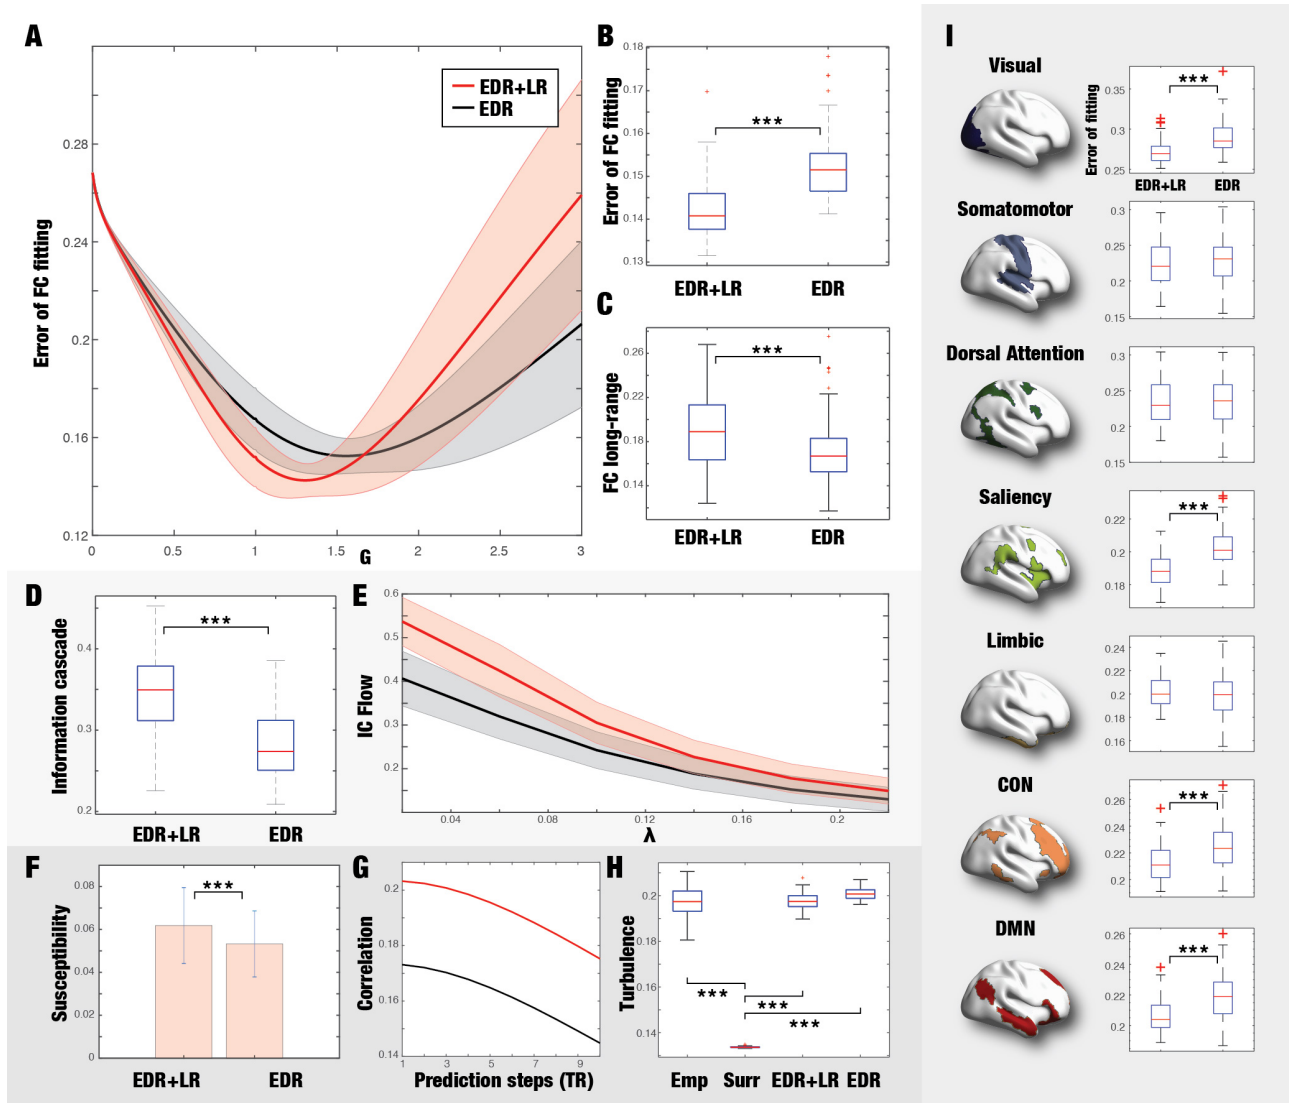 A
Error of FC fitting
0.28
0.24
0.2
0.16
0.12
0
0.5
1
1.5
2
2.5
3
G
EDR+LR
EDR
B
Error of FC fitting
0.18
0.17
0.16
0.15
0.14
0.13
***
EDR+LR
EDR
C
FC long-range
0.26
0.22
0.18
0.14
***
EDR+LR
EDR
D
Information cascade
0.4
0.3
0.2
***
EDR+LR
EDR
E
IC Flow
0.6
0.5
0.4
0.3
0.2
0.04
0.08
0.12
0.16
0.2
λ
F
Susceptibility
0.08
0.06
0.04
0.02
0
***
EDR+LR
EDR
G
Correlation
0.2
0.18
0.16
0.14
1
3
5
7
9
Prediction steps (TR)
H
Turbulence
0.2
0.18
0.16
0.14
***
***
***
Emp
Surr
EDR+LR
EDR
I
Visual
Error of fitting
0.35
0.3
0.25
***
EDR+LR
EDR
Somatomotor
0.3
0.25
0.2
0.15
Dorsal Attention
0.3
0.25
0.2
0.15
Saliency
0.22
0.2
0.18
***
Limbic
0.24
0.22
0.2
0.18
0.16
CON
0.26
0.24
0.22
0.2
***
DMN
0.26
0.24
0.22
0.2
***